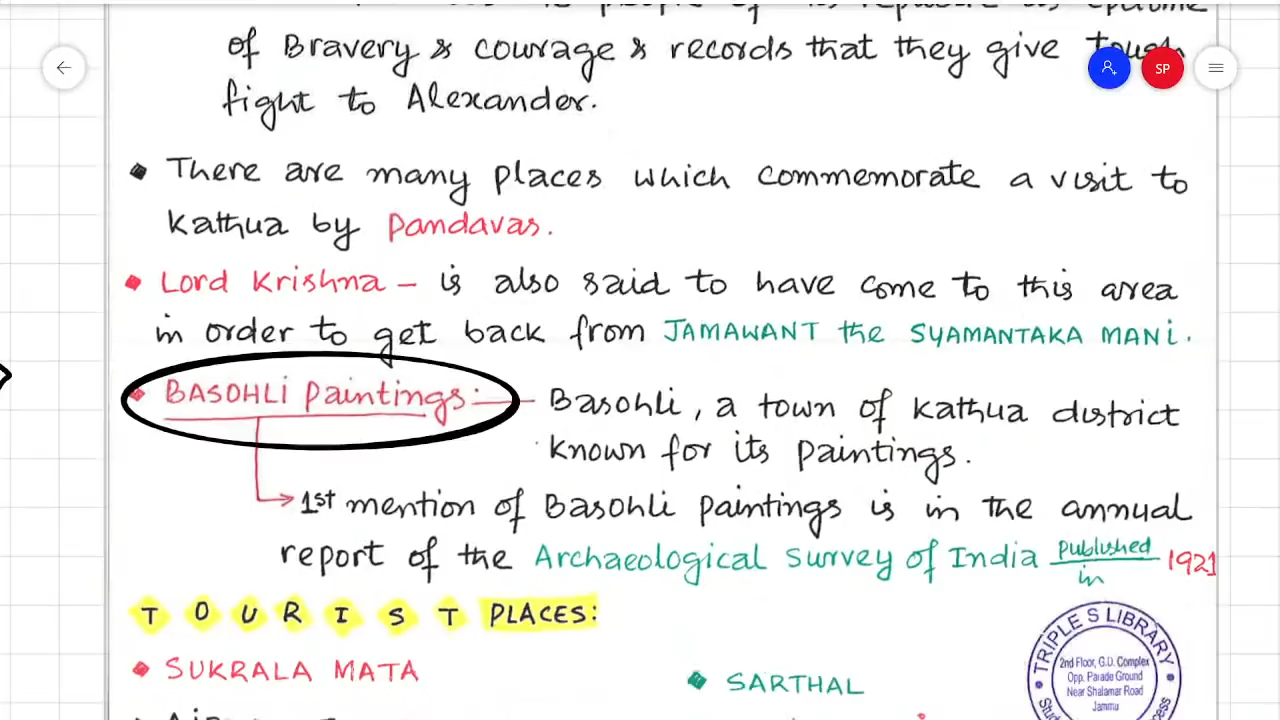 of Bravery & courage & records that they give tough
fight to Alexander.
SP
There are many places which commemorate a visit to
Kathua by Pandavas.
Lord Krishna – is also said to have come to this area
in order to get back from JAMAWANT the SYAMANTAKA MANI.
BASOHLI Paintings:– Basohli, a town of Kathua district
known for its paintings.
1st mention of Basohli paintings is in the annual
report of the Archaeological Survey of India published in 1921
TOURIST PLACES:
SUKRALA MATA
SARTHAL
TRIPLE S LIBRARY
2nd Floor, G.D. Complex
Opp. Parade Ground
Near Shalamar Road
Jammu